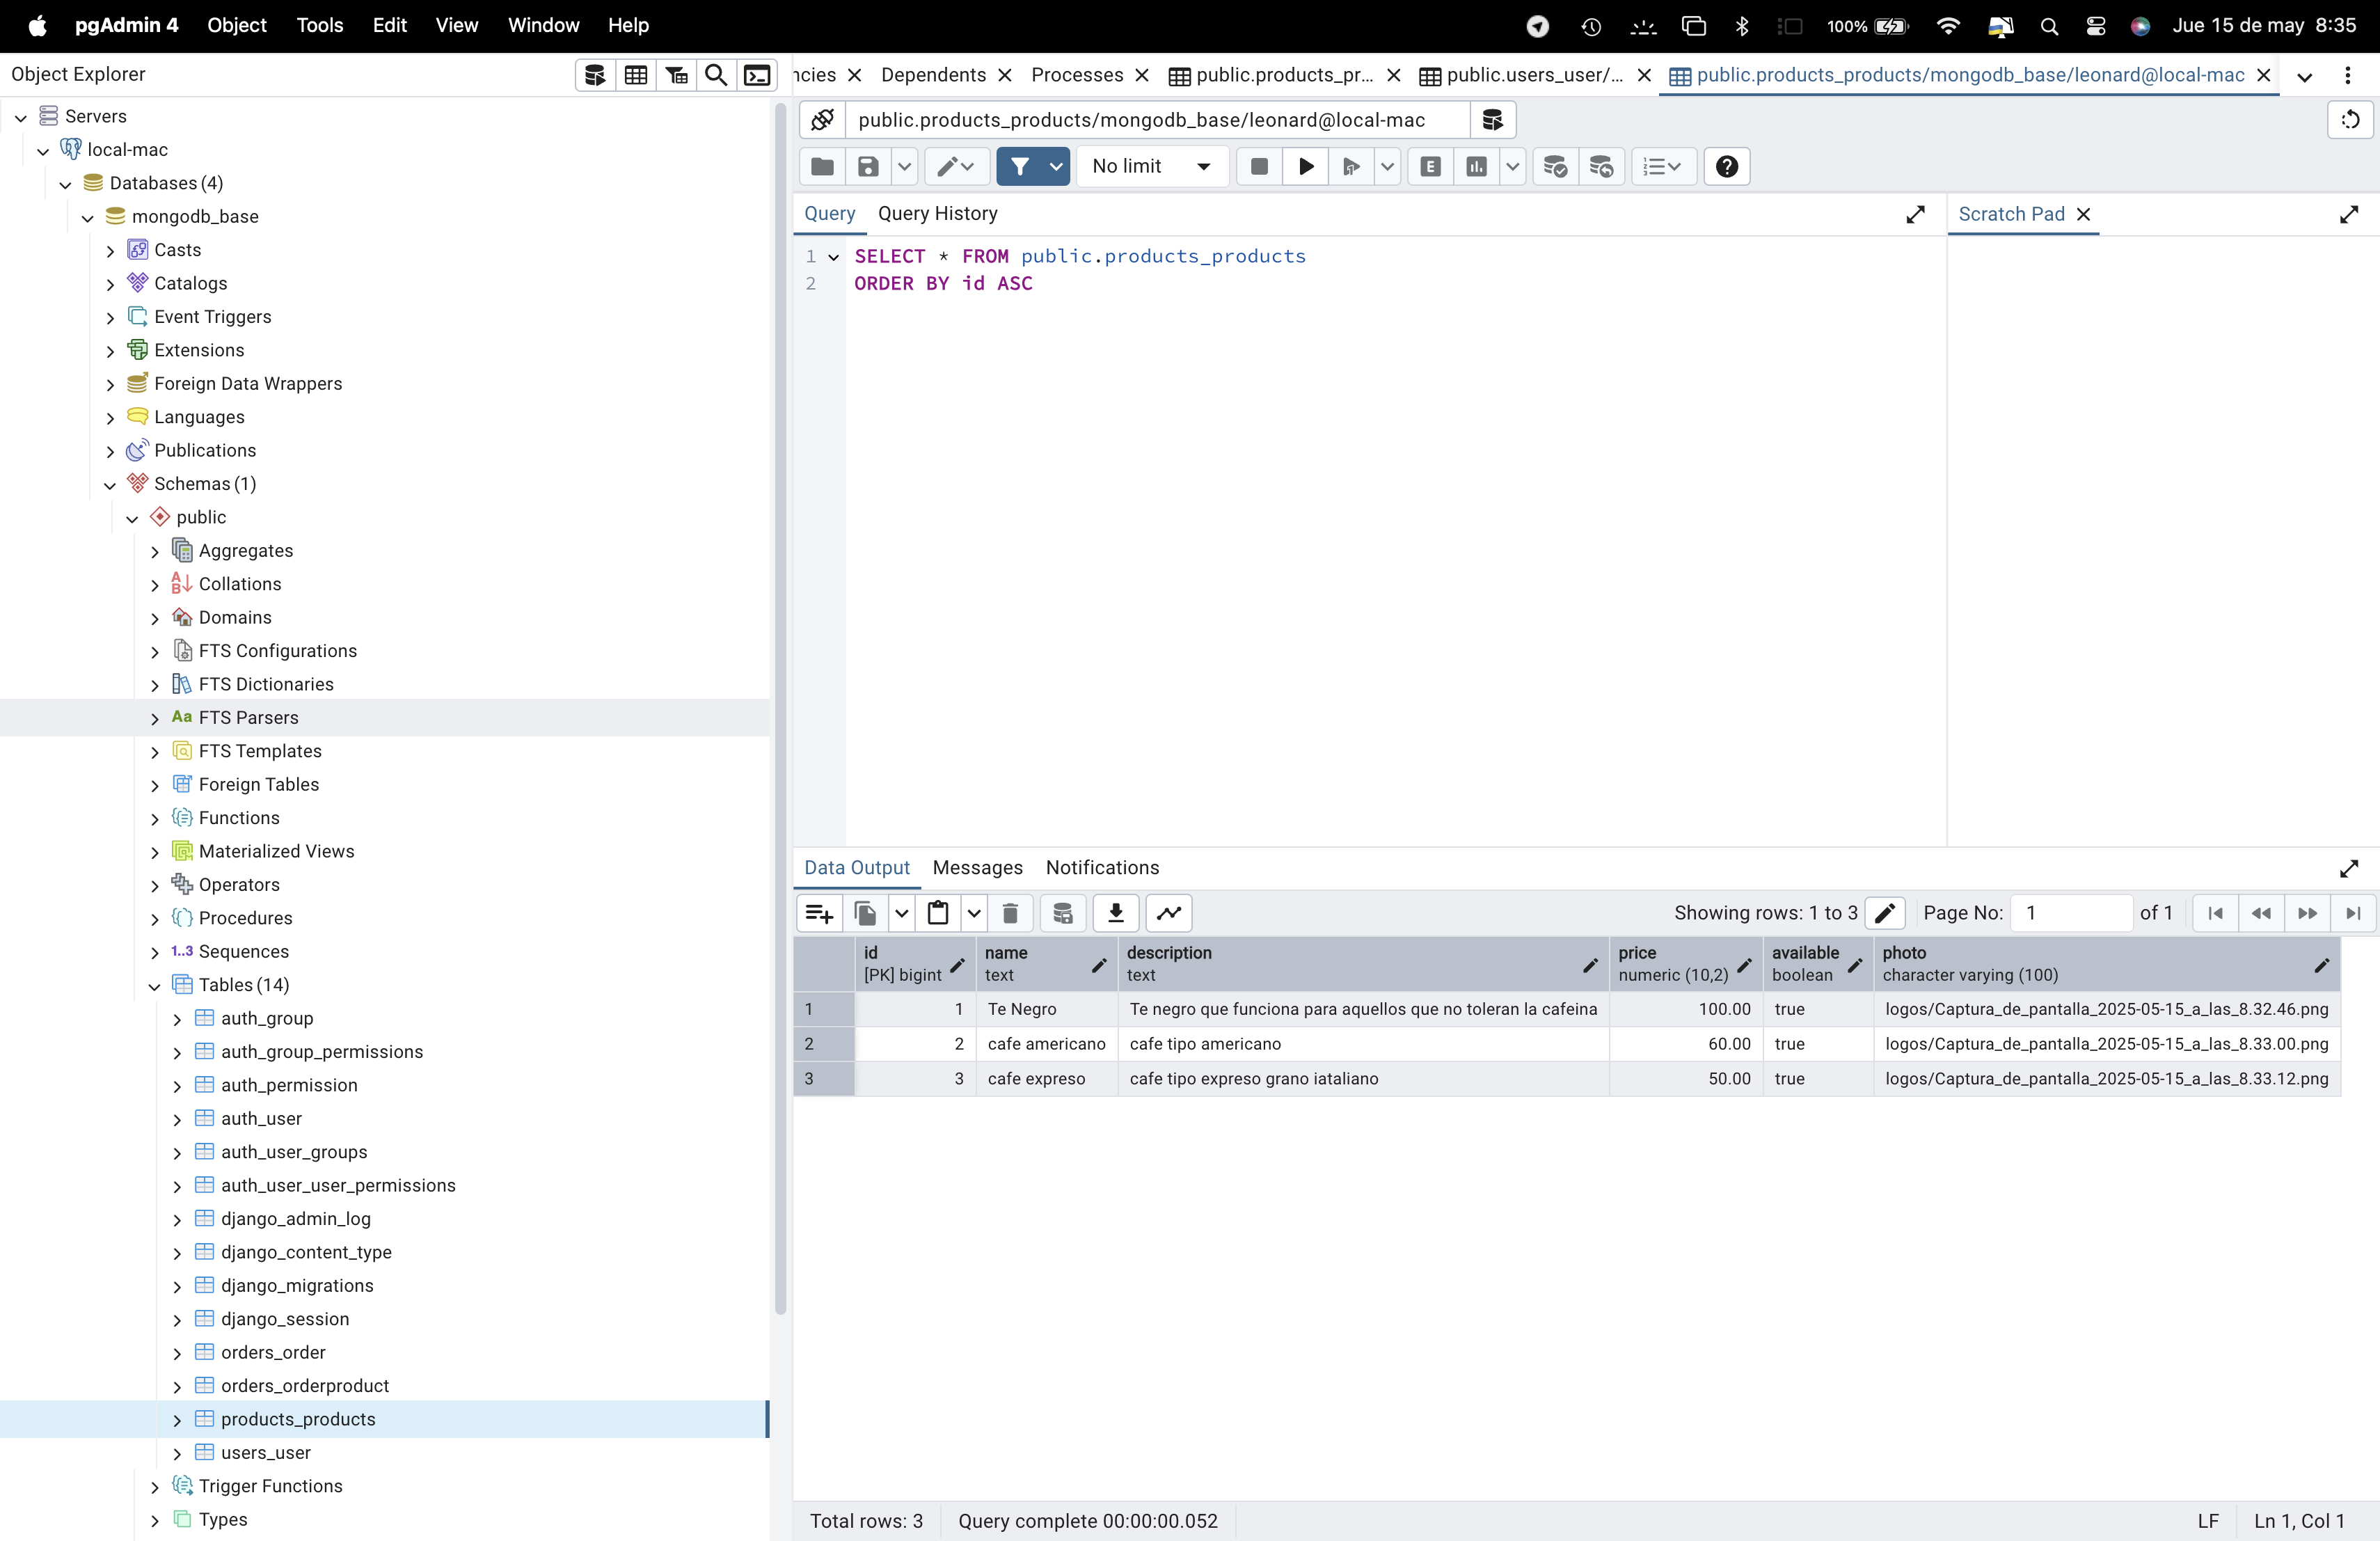 pgAdmin 4 Object Tools Edit View Window Help 100% Jue 15 de may 8:35
Object Explorer
ncies Dependents Processes public.products_pr... public.users_user/... public.products_products/mongodb_base/leonard@local-mac
public.products_products/mongodb_base/leonard@local-mac
No limit
Query Query History
Scratch Pad
1 SELECT * FROM public.products_products
2 ORDER BY id ASC
Servers
local-mac
Databases (4)
mongodb_base
Casts
Catalogs
Event Triggers
Extensions
Foreign Data Wrappers
Languages
Publications
Schemas (1)
public
Aggregates
Collations
Domains
FTS Configurations
FTS Dictionaries
Aa FTS Parsers
FTS Templates
Foreign Tables
Functions
Materialized Views
Operators
Procedures
1..3 Sequences
Tables (14)
auth_group
auth_group_permissions
auth_permission
auth_user
auth_user_groups
auth_user_user_permissions
django_admin_log
django_content_type
django_migrations
django_session
orders_order
orders_orderproduct
products_products
users_user
Trigger Functions
Types
Data Output Messages Notifications
Showing rows: 1 to 3 Page No: 1 of 1
id name description price available photo
[PK] bigint text text numeric (10,2) boolean character varying (100)
1 1 Te Negro Te negro que funciona para aquellos que no toleran la cafeina 100.00 true logos/Captura_de_pantalla_2025-05-15_a_las_8.32.46.png
2 2 cafe americano cafe tipo americano 60.00 true logos/Captura_de_pantalla_2025-05-15_a_las_8.33.00.png
3 3 cafe expreso cafe tipo expreso grano iataliano 50.00 true logos/Captura_de_pantalla_2025-05-15_a_las_8.33.12.png
Total rows: 3 Query complete 00:00:00.052 LF Ln 1, Col 1